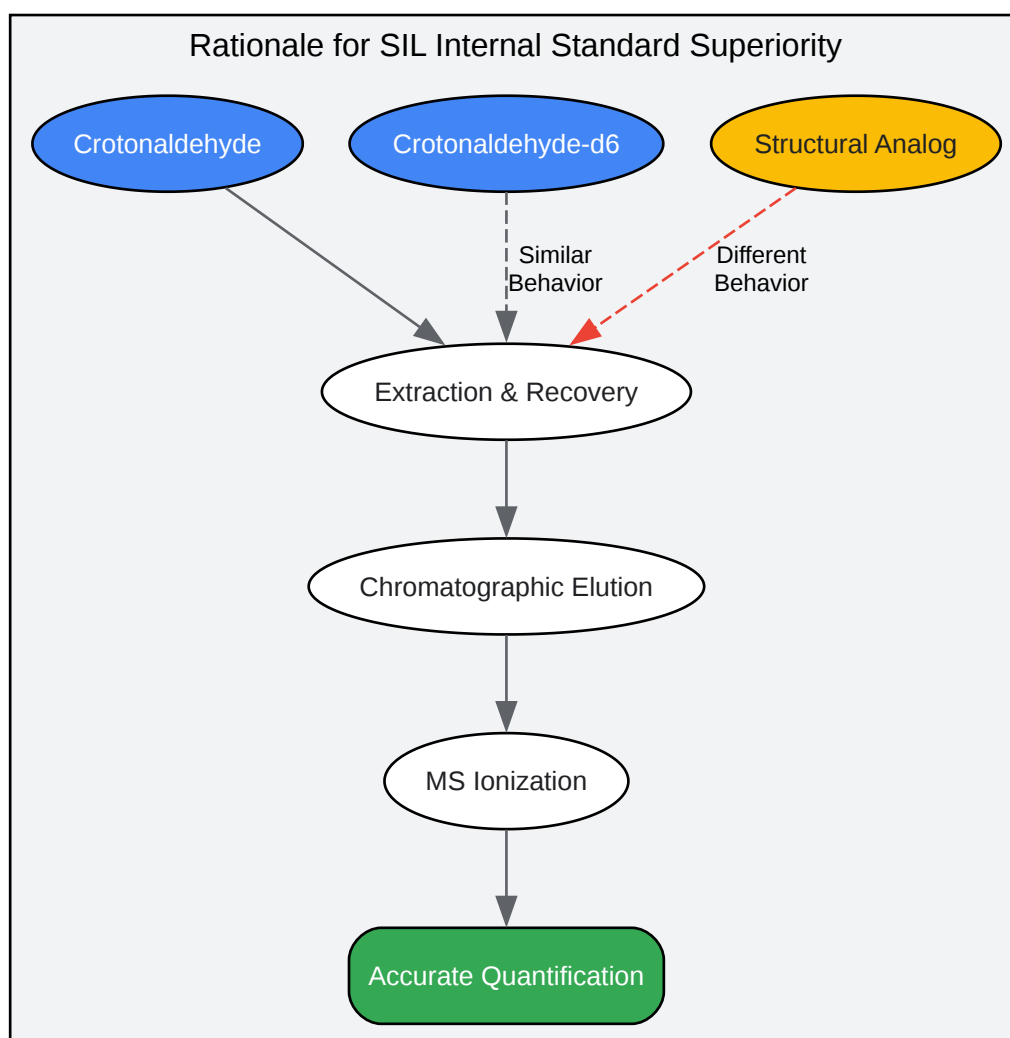 Rationale for SIL Internal Standard Superiority
Crotonaldehyde
Crotonaldehyde-d6
Structural Analog
Similar
Behavior
Different
Behavior
Extraction & Recovery
Chromatographic Elution
MS Ionization
Accurate Quantification